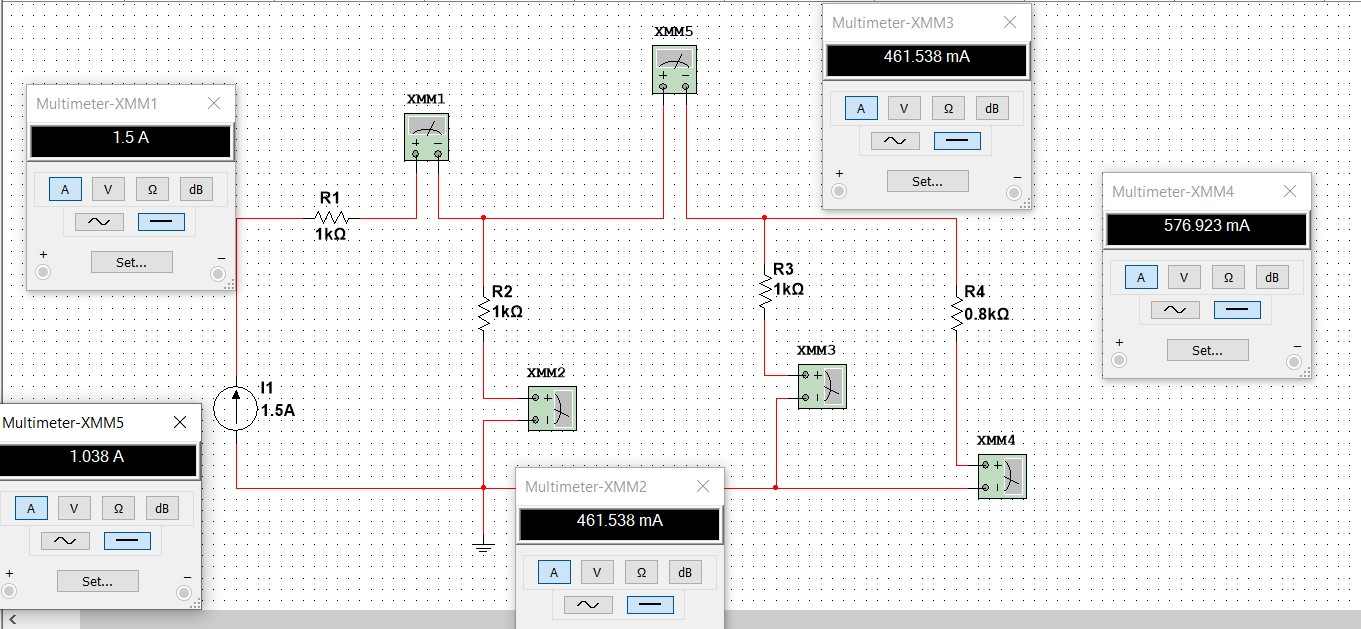 XMM5
Multimeter-XMM3
461.538 mA
A V Ω dB
+ −
Set...
Multimeter-XMM1
1.5 A
A V Ω dB
+ −
Set...
XMM1
+ −
R1
1kΩ
Multimeter-XMM4
576.923 mA
A V Ω dB
+ −
Set...
R2
1kΩ
R3
1kΩ
R4
0.8kΩ
XMM3
+
XMM2
+
I1
1.5A
Multimeter-XMM5
1.038 A
A V Ω dB
+ −
Set...
XMM4
+
Multimeter-XMM2
461.538 mA
A V Ω dB